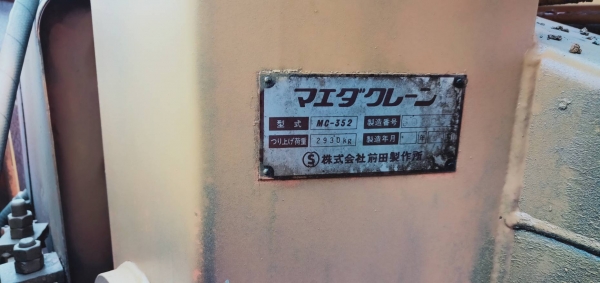 マエダクレーン
型式 MC-352 製造番号
つり上げ荷重 2930kg 製造年月 年
株式会社前田製作所